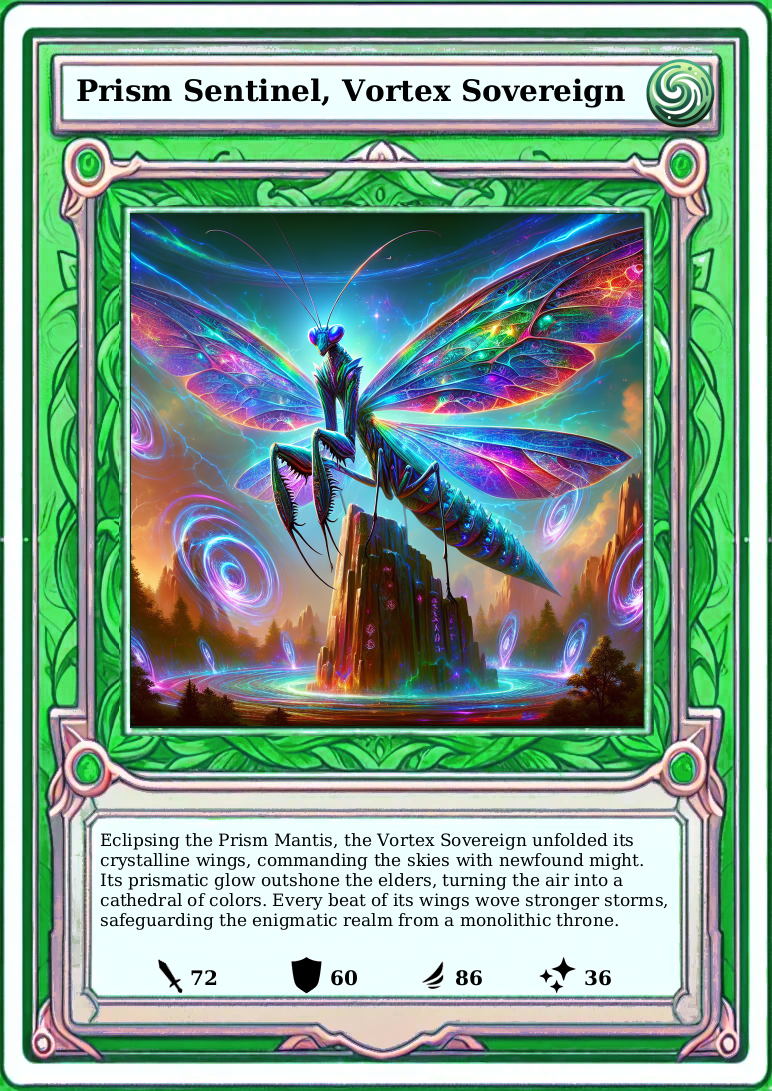 Prism Sentinel, Vortex Sovereign
Eclipsing the Prism Mantis, the Vortex Sovereign unfolded its
crystalline wings, commanding the skies with newfound might.
Its prismatic glow outshone the elders, turning the air into a
cathedral of colors. Every beat of its wings wove stronger storms,
safeguarding the enigmatic realm from a monolithic throne.
72 60 86 36